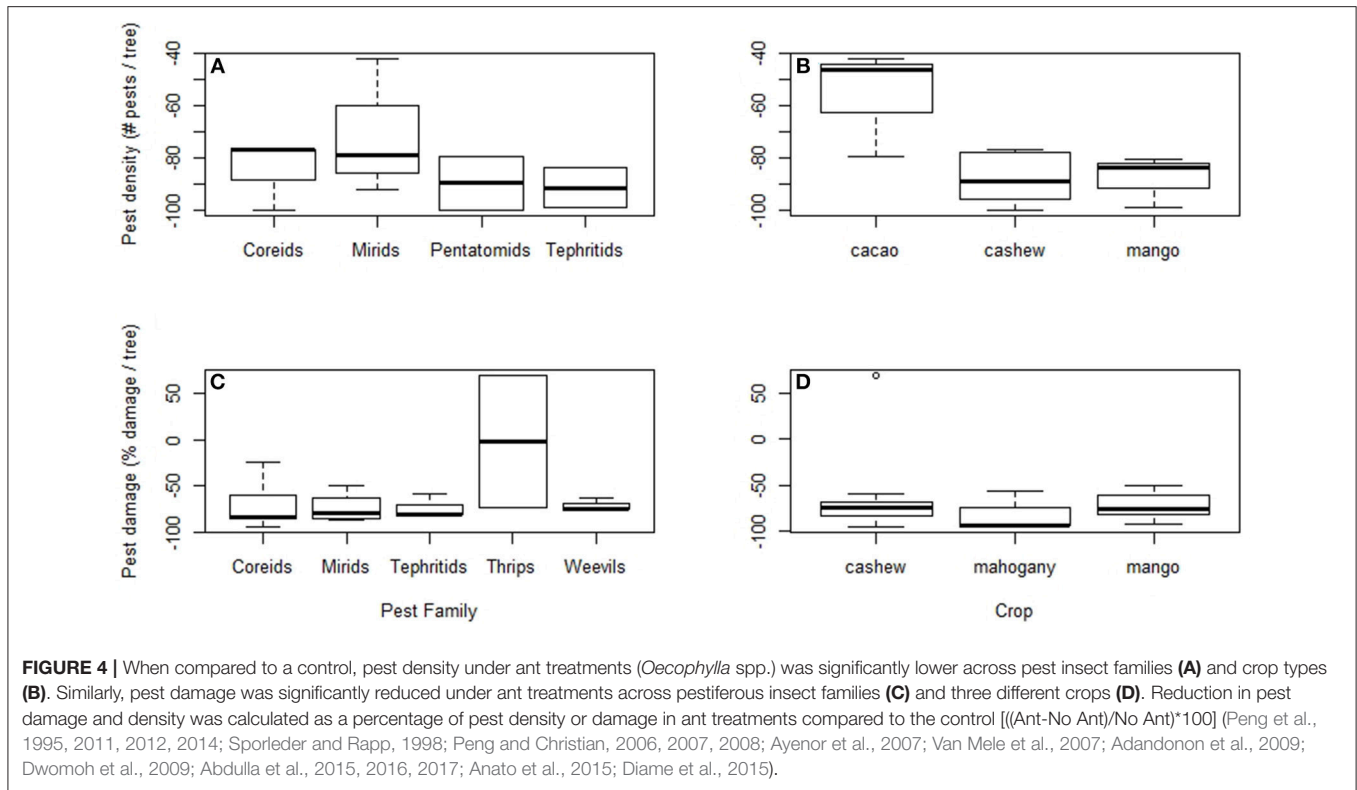 A
Pest density (# pests / tree)
-40
-60
-80
-100
Coreids Mirids Pentatomids Tephritids
B
-40
-60
-80
-100
cacao cashew mango
C
Pest damage (% damage / tree)
50
0
-50
-100
Coreids Mirids Tephritids Thrips Weevils
Pest Family
D
50
0
-50
-100
cashew mahogany mango
Crop
FIGURE 4 | When compared to a control, pest density under ant treatments (Oecophylla spp.) was significantly lower across pest insect families (A) and crop types
(B). Similarly, pest damage was significantly reduced under ant treatments across pestiferous insect families (C) and three different crops (D). Reduction in pest
damage and density was calculated as a percentage of pest density or damage in ant treatments compared to the control [((Ant-No Ant)/No Ant)*100] (Peng et al.,
1995, 2011, 2012, 2014; Sporleder and Rapp, 1998; Peng and Christian, 2006, 2007, 2008; Ayenor et al., 2007; Van Mele et al., 2007; Adandonon et al., 2009;
Dwomoh et al., 2009; Abdulla et al., 2015, 2016, 2017; Anato et al., 2015; Diame et al., 2015).